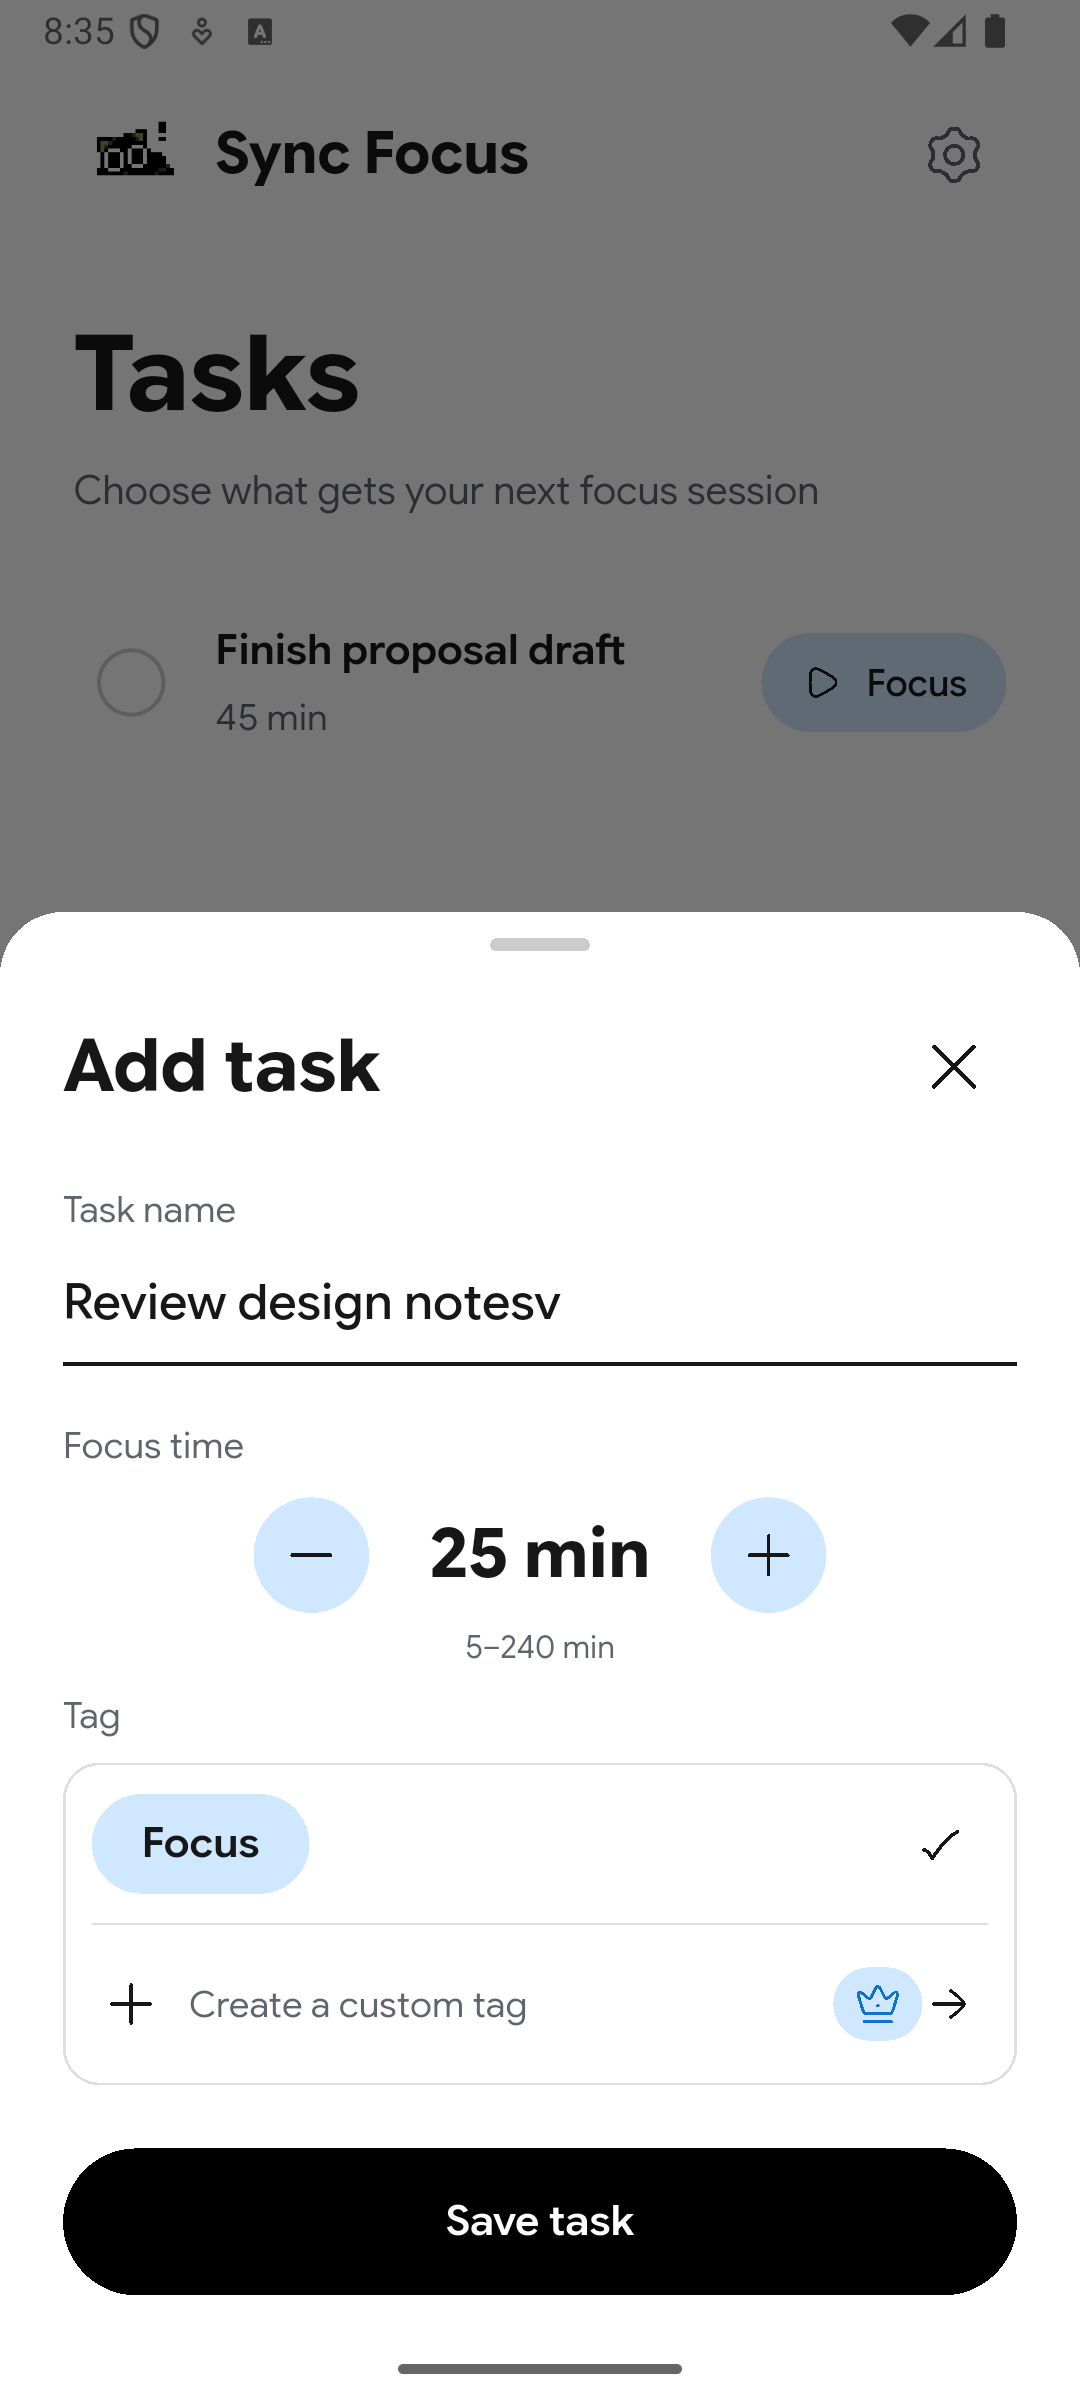 8:35
Sync Focus
Tasks
Choose what gets your next focus session
Finish proposal draft
45 min
Focus
Add task
Task name
Review design notesv
Focus time
25 min
5–240 min
Tag
Focus
Create a custom tag
Save task